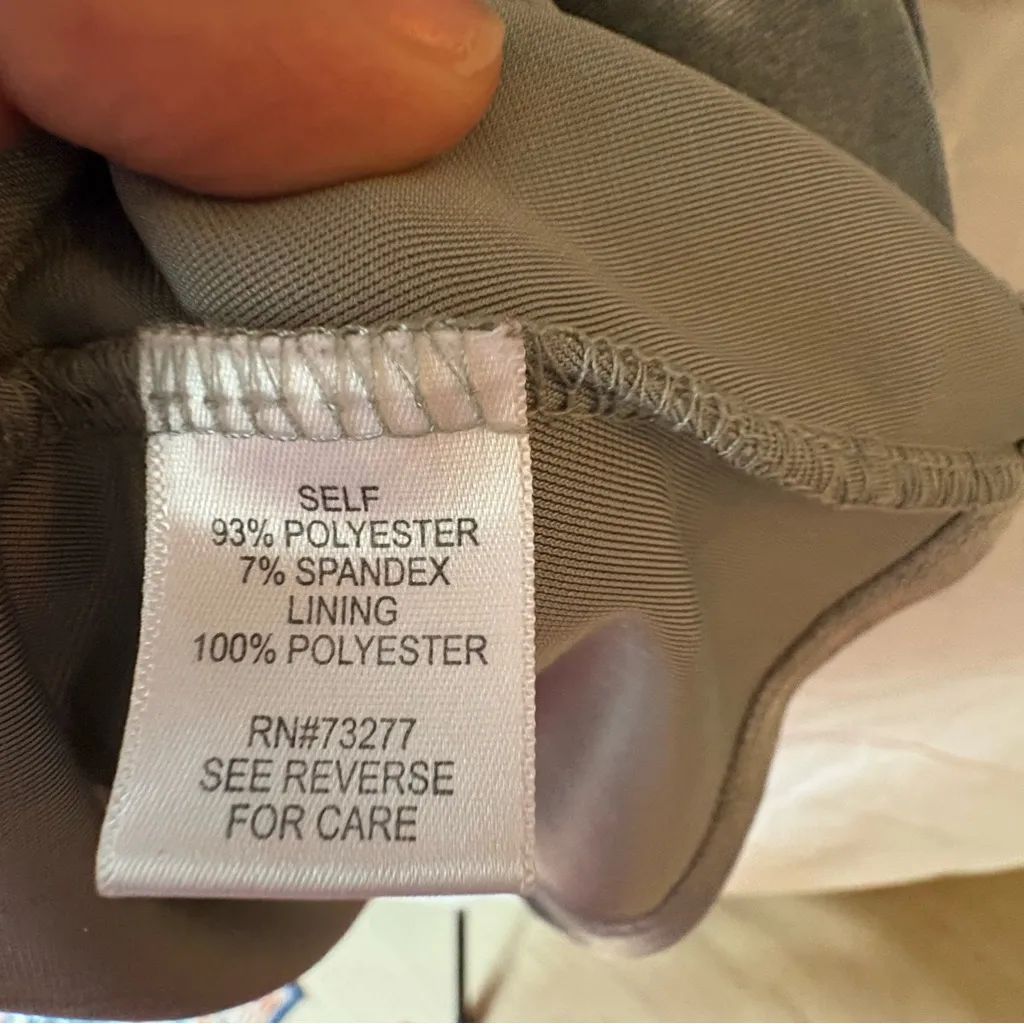 SELF
93% POLYESTER
7% SPANDEX
LINING
100% POLYESTER
RN#73277
SEE REVERSE
FOR CARE